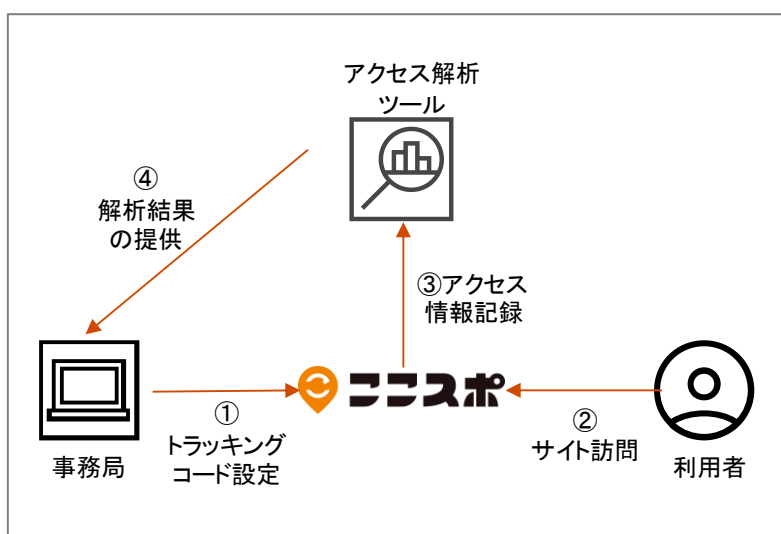 アクセス解析
ツール
④
解析結果
の提供
③アクセス
情報記録
ここスポ
①
トラッキング
コード設定
②
サイト訪問
事務局
利用者